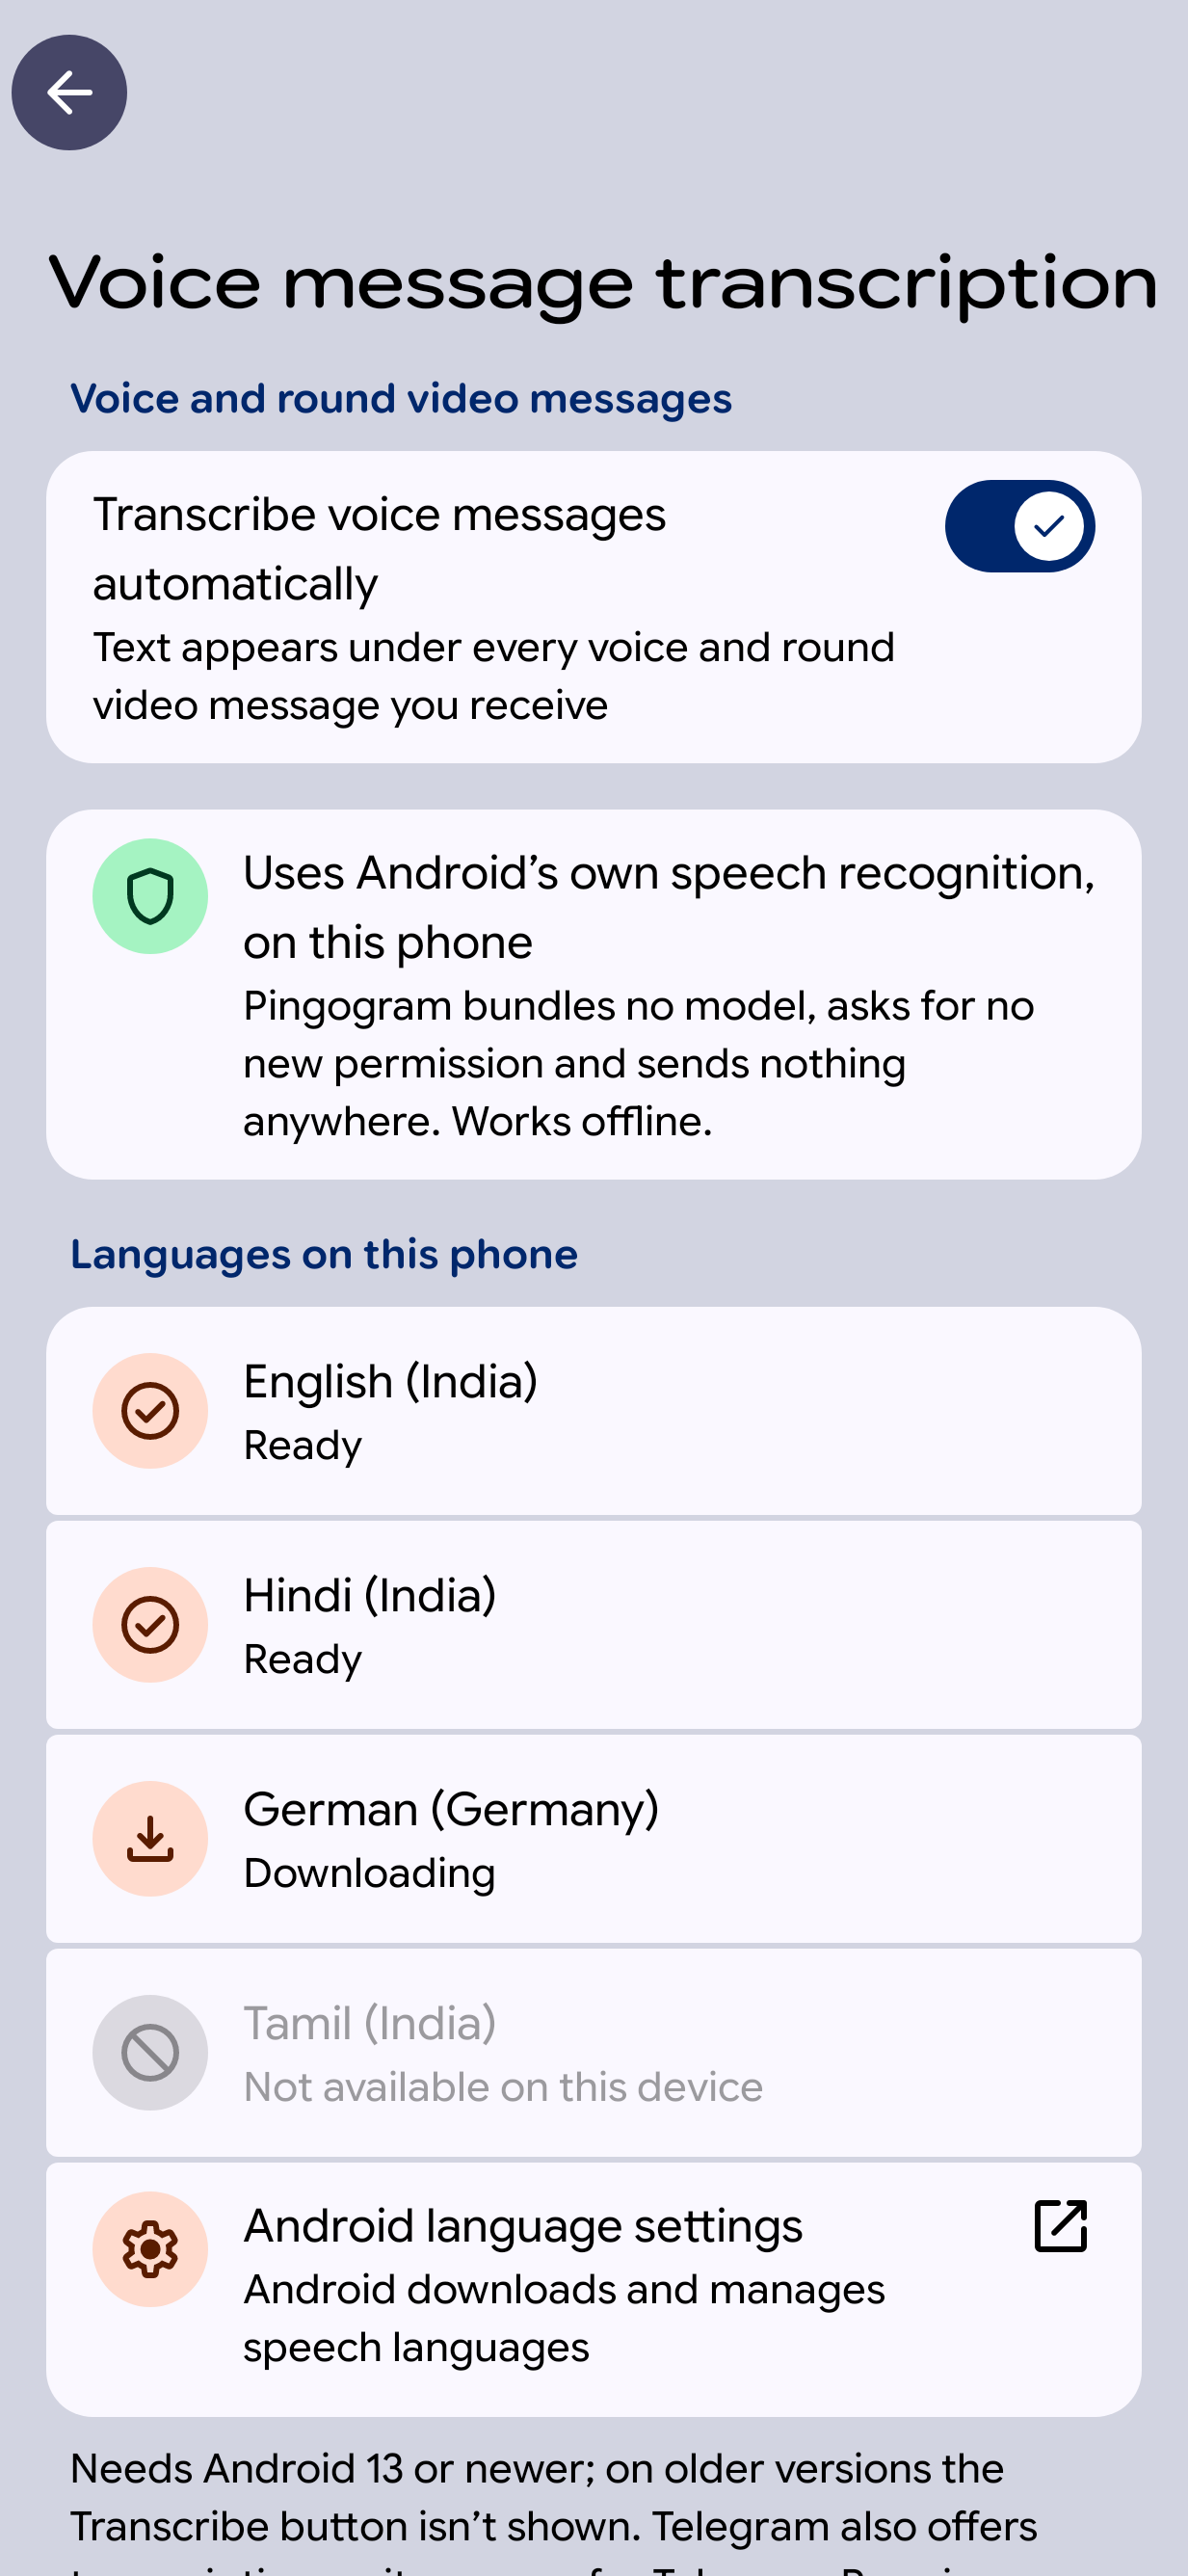 Voice message transcription
Voice and round video messages
Transcribe voice messages
automatically
Text appears under every voice and round
video message you receive
Uses Android’s own speech recognition,
on this phone
Pingogram bundles no model, asks for no
new permission and sends nothing
anywhere. Works offline.
Languages on this phone
English (India)
Ready
Hindi (India)
Ready
German (Germany)
Downloading
Tamil (India)
Not available on this device
Android language settings
Android downloads and manages
speech languages
Needs Android 13 or newer; on older versions the
Transcribe button isn’t shown. Telegram also offers